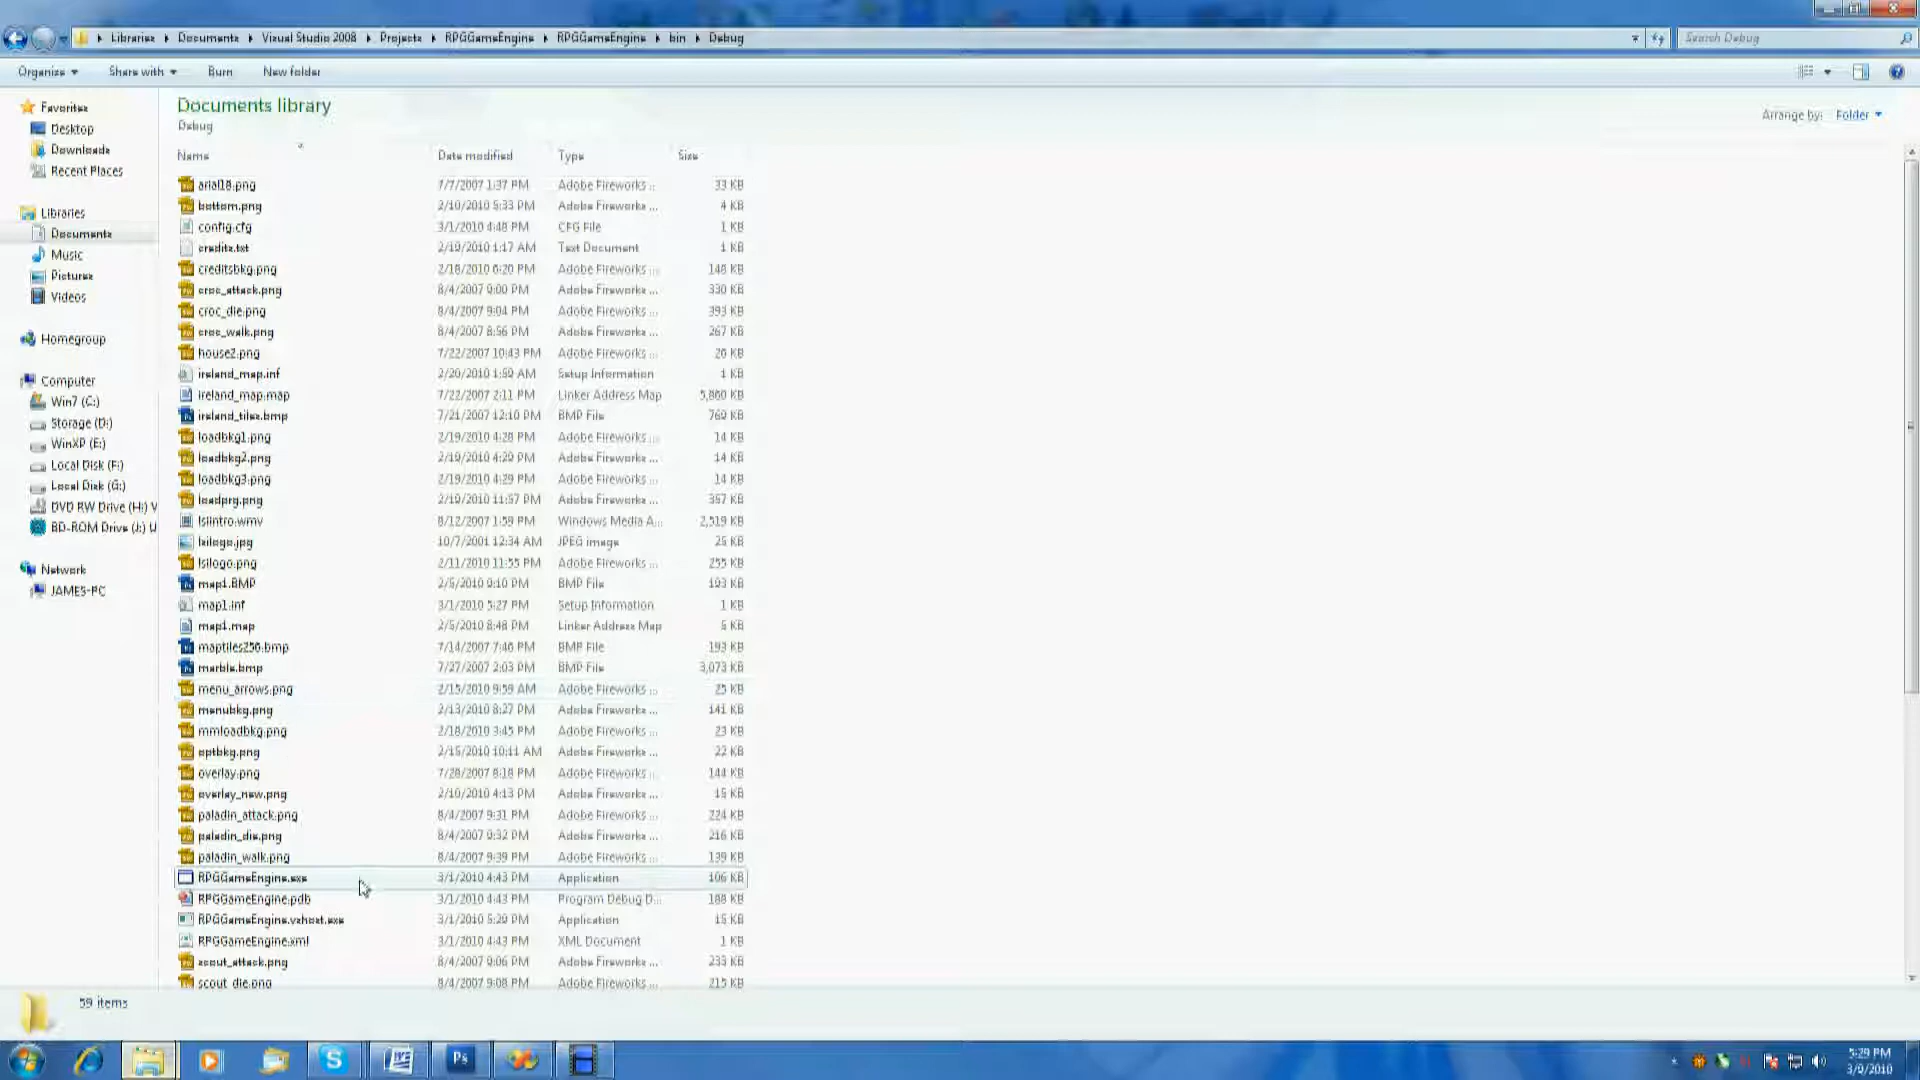 Libraries ▸ Documents ▸ Visual Studio 2008 ▸ Projects ▸ RPGGameEngine ▸ RPGGameEngine ▸ bin ▸ Debug
Search Debug
Organize Share with Burn New folder
Documents library
Debug
Arrange by: Folder
Name Date modified Type Size
Favorites
Desktop
Downloads
Recent Places
Libraries
Documents
Music
Pictures
Videos
Homegroup
Computer
Win7 (C:)
Storage (D:)
WinXP (E:)
Local Disk (F:)
Local Disk (G:)
DVD RW Drive (H:) V
BD-ROM Drive (J:) U
Network
JAMES-PC
arial18.png 7/7/2007 1:37 PM Adobe Fireworks ... 33 KB
bottom.png 2/10/2010 5:33 PM Adobe Fireworks ... 4 KB
config.cfg 3/1/2010 4:48 PM CFG File 1 KB
credits.txt 2/19/2010 1:17 AM Text Document 1 KB
creditsbkg.png 2/18/2010 6:20 PM Adobe Fireworks ... 148 KB
croc_attack.png 8/4/2007 9:00 PM Adobe Fireworks ... 330 KB
croc_die.png 8/4/2007 9:04 PM Adobe Fireworks ... 393 KB
croc_walk.png 8/4/2007 8:56 PM Adobe Fireworks ... 267 KB
house2.png 7/22/2007 10:43 PM Adobe Fireworks ... 26 KB
ireland_map.inf 2/20/2010 1:59 AM Setup Information 1 KB
ireland_map.map 7/22/2007 2:11 PM Linker Address Map 5,860 KB
ireland_tiles.bmp 7/21/2007 12:10 PM BMP File 769 KB
loadbkg1.png 2/19/2010 4:28 PM Adobe Fireworks ... 14 KB
loadbkg2.png 2/19/2010 4:29 PM Adobe Fireworks ... 14 KB
loadbkg3.png 2/19/2010 4:29 PM Adobe Fireworks ... 14 KB
loadprg.png 2/19/2010 11:57 PM Adobe Fireworks ... 357 KB
lsiintro.wmv 8/12/2007 1:59 PM Windows Media A... 2,519 KB
lsilogo.jpg 10/7/2001 12:34 AM JPEG image 25 KB
lsilogo.png 2/11/2010 11:55 PM Adobe Fireworks ... 255 KB
map1.BMP 2/5/2010 9:10 PM BMP File 193 KB
map1.inf 3/1/2010 5:27 PM Setup Information 1 KB
map1.map 2/5/2010 8:48 PM Linker Address Map 5 KB
maptiles256.bmp 7/14/2007 7:46 PM BMP File 193 KB
marble.bmp 7/27/2007 2:03 PM BMP File 3,073 KB
menu_arrows.png 2/15/2010 9:59 AM Adobe Fireworks ... 25 KB
menubkg.png 2/13/2010 8:27 PM Adobe Fireworks ... 141 KB
mmloadbkg.png 2/18/2010 3:45 PM Adobe Fireworks ... 23 KB
optbkg.png 2/15/2010 10:11 AM Adobe Fireworks ... 22 KB
overlay.png 7/28/2007 8:18 PM Adobe Fireworks ... 144 KB
overlay_new.png 2/10/2010 4:13 PM Adobe Fireworks ... 15 KB
paladin_attack.png 8/4/2007 9:31 PM Adobe Fireworks ... 224 KB
paladin_die.png 8/4/2007 9:32 PM Adobe Fireworks ... 216 KB
paladin_walk.png 8/4/2007 9:39 PM Adobe Fireworks ... 139 KB
RPGGameEngine.exe 3/1/2010 4:43 PM Application 106 KB
RPGGameEngine.pdb 3/1/2010 4:43 PM Program Debug D... 188 KB
RPGGameEngine.vshost.exe 3/1/2010 5:29 PM Application 15 KB
RPGGameEngine.xml 3/1/2010 4:43 PM XML Document 1 KB
scout_attack.png 8/4/2007 9:06 PM Adobe Fireworks ... 233 KB
scout_die.png 8/4/2007 9:08 PM Adobe Fireworks ... 215 KB
59 items
Ps
5:29 PM
3/9/2010